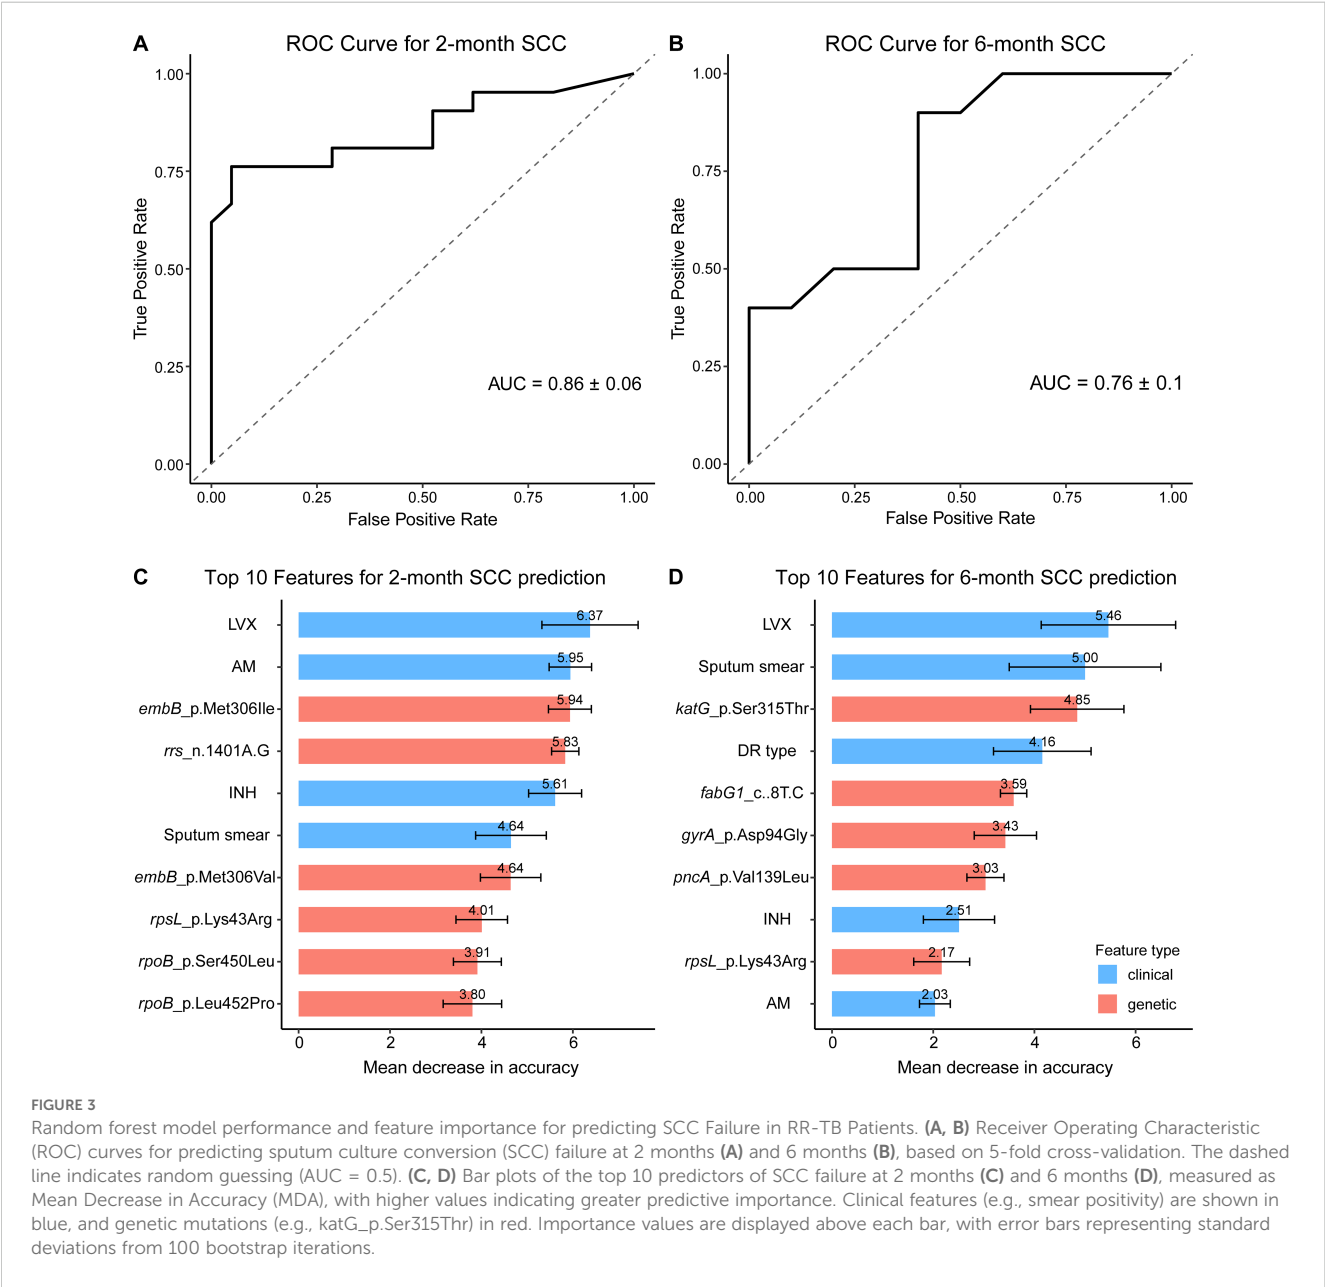 A
ROC Curve for 2-month SCC
True Positive Rate
1.00
0.75
0.50
0.25
0.00
AUC = 0.86 ± 0.06
0.00 0.25 0.50 0.75 1.00
False Positive Rate
B
ROC Curve for 6-month SCC
True Positive Rate
1.00
0.75
0.50
0.25
0.00
AUC = 0.76 ± 0.1
0.00 0.25 0.50 0.75 1.00
False Positive Rate
C
Top 10 Features for 2-month SCC prediction
LVX 6.37
AM 5.95
embB_p.Met306Ile 5.94
rrs_n.1401A.G 5.83
INH 5.61
Sputum smear 4.64
embB_p.Met306Val 4.64
rpsL_p.Lys43Arg 4.01
rpoB_p.Ser450Leu 3.91
rpoB_p.Leu452Pro 3.80
0 2 4 6
Mean decrease in accuracy
D
Top 10 Features for 6-month SCC prediction
LVX 5.46
Sputum smear 5.00
katG_p.Ser315Thr 4.85
DR type 4.16
fabG1_c..8T.C 3.59
gyrA_p.Asp94Gly 3.43
pncA_p.Val139Leu 3.03
INH 2.51
rpsL_p.Lys43Arg 2.17
AM 2.03
Feature type
clinical
genetic
0 2 4 6
Mean decrease in accuracy
FIGURE 3
Random forest model performance and feature importance for predicting SCC Failure in RR-TB Patients. (A, B) Receiver Operating Characteristic
(ROC) curves for predicting sputum culture conversion (SCC) failure at 2 months (A) and 6 months (B), based on 5-fold cross-validation. The dashed
line indicates random guessing (AUC = 0.5). (C, D) Bar plots of the top 10 predictors of SCC failure at 2 months (C) and 6 months (D), measured as
Mean Decrease in Accuracy (MDA), with higher values indicating greater predictive importance. Clinical features (e.g., smear positivity) are shown in
blue, and genetic mutations (e.g., katG_p.Ser315Thr) in red. Importance values are displayed above each bar, with error bars representing standard
deviations from 100 bootstrap iterations.